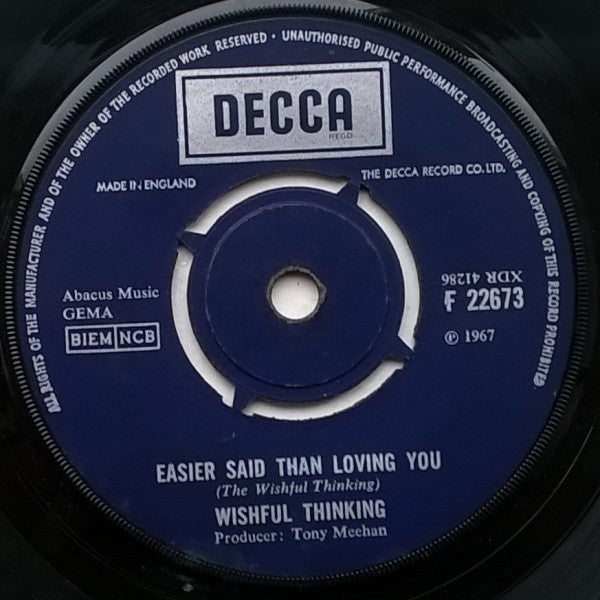 ALL RIGHTS OF THE MANUFACTURER AND OF THE OWNER OF THE RECORDED WORK RESERVED • UNAUTHORISED PUBLIC PERFORMANCE BROADCASTING AND COPYING OF THIS RECORD PROHIBITED
DECCA
REGD
MADE IN ENGLAND
THE DECCA RECORD CO. LTD.
Abacus Music
GEMA
BIEM NCB
XDR 41286
F 22673
℗ 1967
EASIER SAID THAN LOVING YOU
(The Wishful Thinking)
WISHFUL THINKING
Producer: Tony Meehan